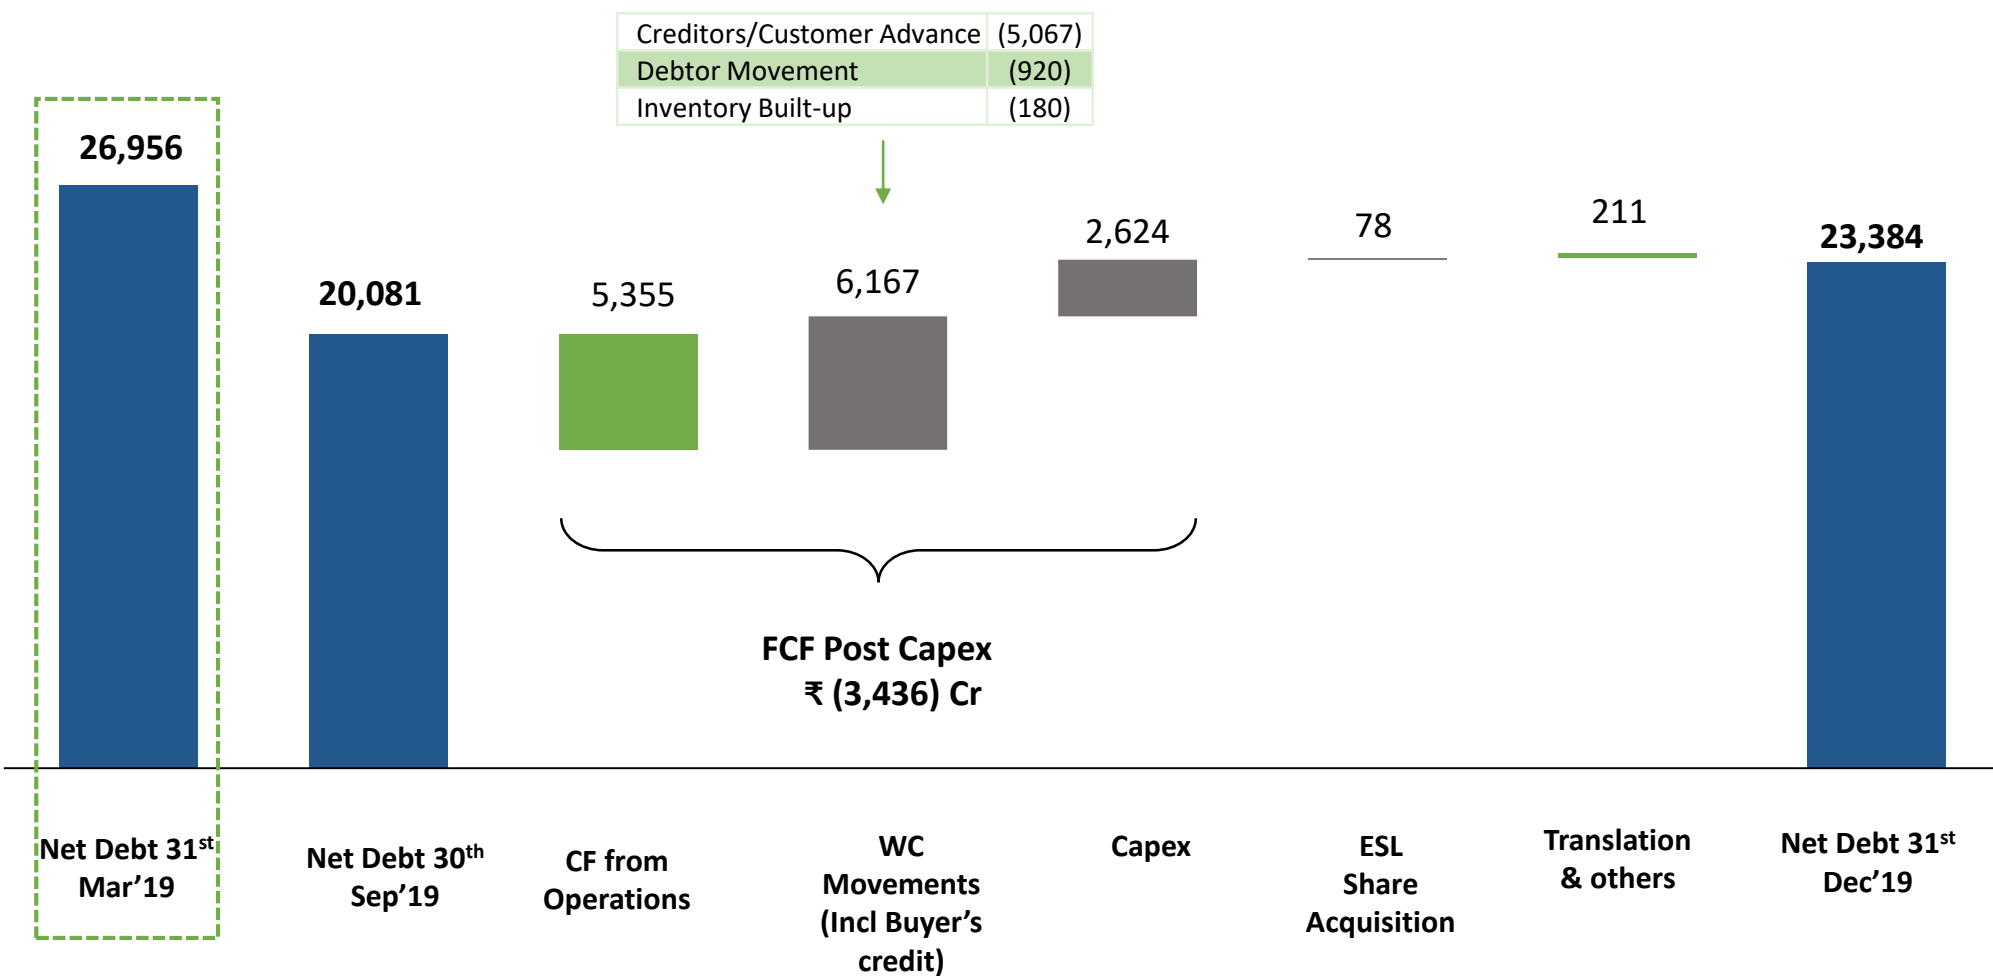 Creditors/Customer Advance (5,067)
Debtor Movement (920)
Inventory Built-up (180)
26,956
20,081
5,355
6,167
2,624
78
211
23,384
FCF Post Capex
₹ (3,436) Cr
Net Debt 31st
Mar’19
Net Debt 30th
Sep’19
CF from
Operations
WC
Movements
(Incl Buyer’s
credit)
Capex
ESL
Share
Acquisition
Translation
& others
Net Debt 31st
Dec’19